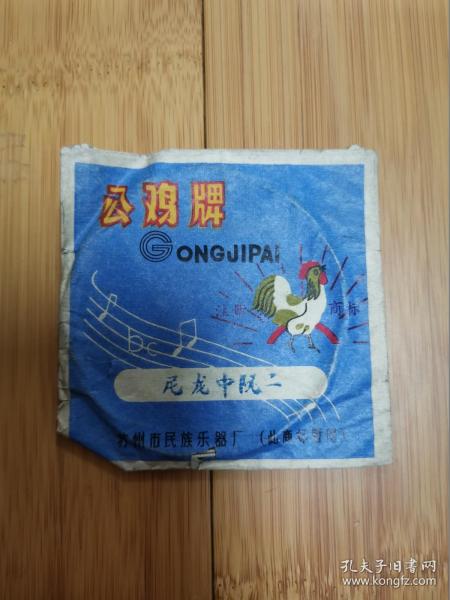 公鸡牌
GONGJIPAI
注册 商标
尼龙中阮二
苏州市民族乐器厂
孔夫子旧书网
www.kongfz.com